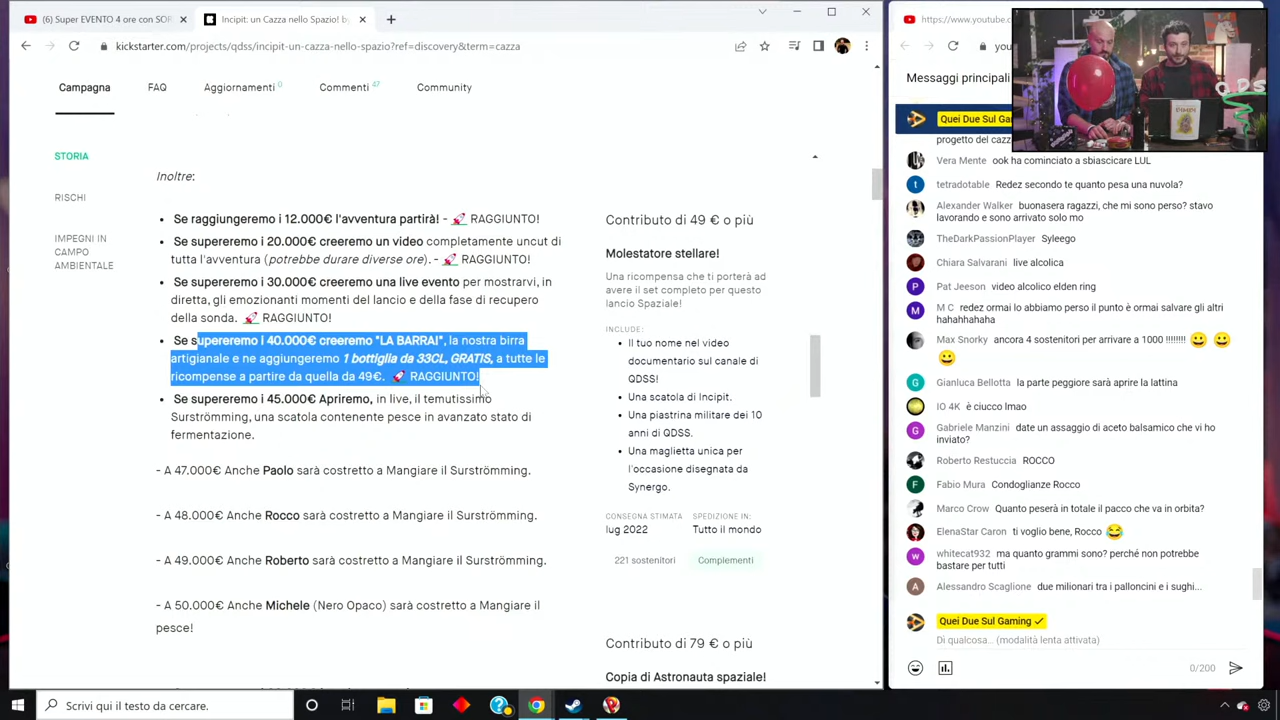 (6) Super EVENTO 4 ore con SOR
Incipit: un Cazza nello Spazio! by
https://www.youtube.c
kickstarter.com/projects/qdss/incipit-un-cazza-nello-spazio?ref=discovery&term=cazza
you
Campagna
FAQ
Aggiornamenti 0
Commenti 47
Community
STORIA
RISCHI
IMPEGNI IN
CAMPO
AMBIENTALE
Inoltre:
• Se raggiungeremo i 12.000€ l'avventura partirà! - 🚀 RAGGIUNTO!
• Se supereremo i 20.000€ creeremo un video completamente uncut di
tutta l'avventura (potrebbe durare diverse ore). - 🚀 RAGGIUNTO!
• Se supereremo i 30.000€ creeremo una live evento per mostrarvi, in
diretta, gli emozionanti momenti del lancio e della fase di recupero
della sonda. 🚀 RAGGIUNTO!
• Se supereremo i 40.000€ creeremo "LA BARRAI", la nostra birra
artigianale e ne aggiungeremo 1 bottiglia da 33CL, GRATIS, a tutte le
ricompense a partire da quella da 49€. 🚀 RAGGIUNTO!
• Se supereremo i 45.000€ Apriremo, in live, il temutissimo
Surströmming, una scatola contenente pesce in avanzato stato di
fermentazione.
- A 47.000€ Anche Paolo sarà costretto a Mangiare il Surströmming.
- A 48.000€ Anche Rocco sarà costretto a Mangiare il Surströmming.
- A 49.000€ Anche Roberto sarà costretto a Mangiare il Surströmming.
- A 50.000€ Anche Michele (Nero Opaco) sarà costretto a Mangiare il
pesce!
Contributo di 49 € o più
Molestatore stellare!
Una ricompensa che ti porterà ad
avere il set completo per questo
lancio Spaziale!
INCLUDE:
• Il tuo nome nel video
documentario sul canale di
QDSS!
• Una scatola di Incipit.
• Una piastrina militare dei 10
anni di QDSS.
• Una maglietta unica per
l'occasione disegnata da
Synergo.
CONSEGNA STIMATA
SPEDIZIONE IN:
lug 2022
Tutto il mondo
221 sostenitori
Complementi
Contributo di 79 € o più
Copia di Astronauta spaziale!
Messaggi principali
QDS
Quei Due Sul Gam
progetto del cazz
Vera Mente ook ha cominciato a sbiascicare LUL
tetradotable Redez secondo te quanto pesa una nuvola?
Alexander Walker buonasera ragazzi, che mi sono perso? stavo
lavorando e sono arrivato solo mo
TheDarkPassionPlayer Syleego
Chiara Salvarani live alcolica
Pat Jeeson video alcolico elden ring
M C redez ormai lo abbiamo perso il punto è ormai salvare gli altri
hahahhahaha
Max Snorky ancora 4 sostenitori per arrivare a 1000 !!!!!!!! 😀 😀
😀
Gianluca Bellotta la parte peggiore sarà aprire la lattina
IO 4K è ciucco lmao
Gabriele Manzini date un assaggio di aceto balsamico che vi ho
inviato?
Roberto Restuccia ROCCO
Fabio Mura Condoglianze Rocco
Marco Crow Quanto peserà in totale il pacco che va in orbita?
ElenaStar Caron ti voglio bene, Rocco 😂
whitecat932 ma quanto grammi sono? perché non potrebbe
bastare per tutti
Alessandro Scaglione due milionari tra i palloncini e i sughi...
Quei Due Sul Gaming ✓
Di qualcosa... (modalità lenta attivata)
0/200
Scrivi qui il testo da cercare.